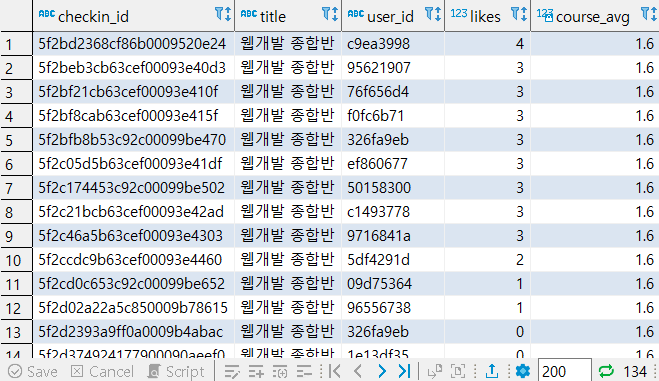 ABC checkin_id ABC title ABC user_id 123 likes 123 course_avg
1 5f2bd2368cf86b0009520e24 웹개발 종합반 c9ea3998 4 1.6
2 5f2beb3cb63cef00093e40d3 웹개발 종합반 95621907 3 1.6
3 5f2bf21cb63cef00093e410f 웹개발 종합반 76f656d4 3 1.6
4 5f2bf8cab63cef00093e415f 웹개발 종합반 f0fc6b71 3 1.6
5 5f2bfb8b53c92c00099be470 웹개발 종합반 326fa9eb 3 1.6
6 5f2c05d5b63cef00093e41df 웹개발 종합반 ef860677 3 1.6
7 5f2c174453c92c00099be502 웹개발 종합반 50158300 3 1.6
8 5f2c21bcb63cef00093e42ad 웹개발 종합반 c1493778 3 1.6
9 5f2c46a5b63cef00093e4303 웹개발 종합반 9716841a 3 1.6
10 5f2ccdc9b63cef00093e4460 웹개발 종합반 5df4291d 2 1.6
11 5f2cd0c653c92c00099be652 웹개발 종합반 09d75364 1 1.6
12 5f2d02a22a5c850009b78615 웹개발 종합반 96556738 1 1.6
13 5f2d2393a9ff0a0009b4abac 웹개발 종합반 326fa9eb 0 1.6
14 5f2d374924177900090aeef0 웹개발 종합반 1e13df35 0 1.6
Save Cancel Script 200 134